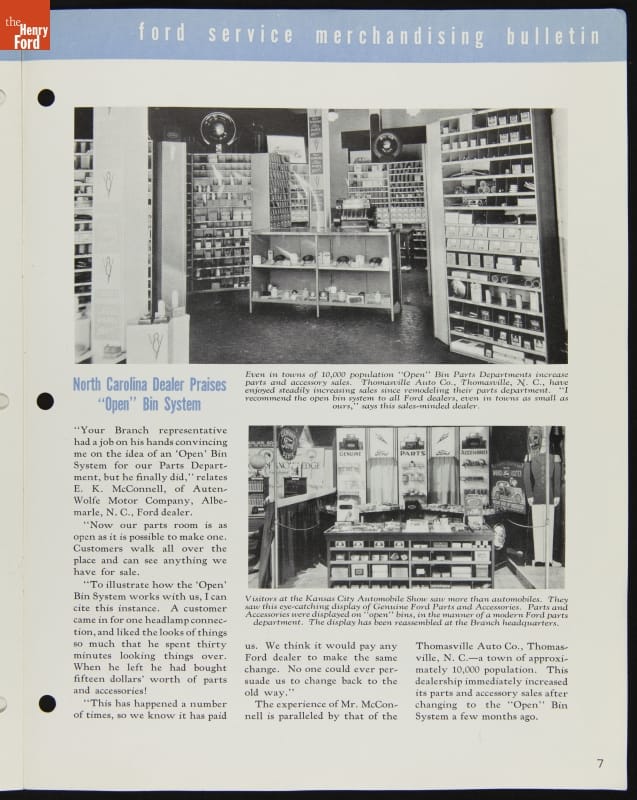 the
Henry
Ford
ford service merchandising bulletin
Even in towns of 10,000 population "Open" Bin Parts Departments increase
parts and accessory sales. Thomasville Auto Co., Thomasville, N. C., have
enjoyed steadily increasing sales since remodeling their parts department. "I
recommend the open bin system to all Ford dealers, even in towns as small as
ours," says this sales-minded dealer.
North Carolina Dealer Praises
"Open" Bin System
"Your Branch representative
had a job on his hands convincing
me on the idea of an 'Open' Bin
System for our Parts Depart-
ment, but he finally did," relates
E. K. McConnell, of Auten-
Wolfe Motor Company, Albe-
marle, N. C., Ford dealer.
"Now our parts room is as
open as it is possible to make one.
Customers walk all over the
place and can see anything we
have for sale.
"To illustrate how the 'Open'
Bin System works with us, I can
cite this instance. A customer
came in for one headlamp connec-
tion, and liked the looks of things
so much that he spent thirty
minutes looking things over.
When he left he had bought
fifteen dollars' worth of parts
and accessories!
"This has happened a number
of times, so we know it has paid
GENUINE
PARTS
ACCESSORIES
Ford
Ford
Visitors at the Kansas City Automobile Show saw more than automobiles. They
saw this eye-catching display of Genuine Ford Parts and Accessories. Parts and
Accessories were displayed on "open" bins, in the manner of a modern Ford parts
department. The display has been reassembled at the Branch headquarters.
us. We think it would pay any
Ford dealer to make the same
change. No one could ever per-
suade us to change back to the
old way."
The experience of Mr. McCon-
nell is paralleled by that of the
Thomasville Auto Co., Thomas-
ville, N. C.—a town of approxi-
mately 10,000 population. This
dealership immediately increased
its parts and accessory sales after
changing to the "Open" Bin
System a few months ago.
7